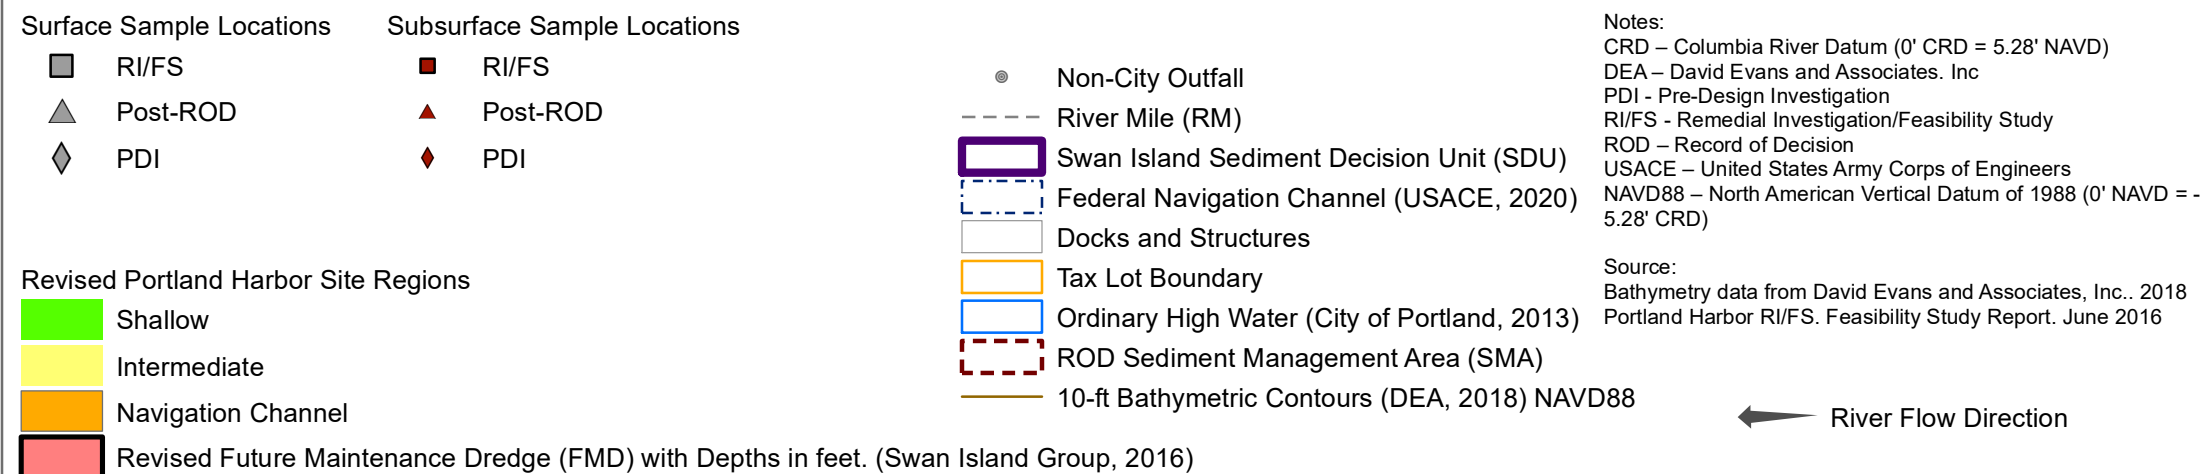 Surface Sample Locations
RI/FS
Post-ROD
PDI
Subsurface Sample Locations
RI/FS
Post-ROD
PDI
Revised Portland Harbor Site Regions
Shallow
Intermediate
Navigation Channel
Revised Future Maintenance Dredge (FMD) with Depths in feet. (Swan Island Group, 2016)
Non-City Outfall
River Mile (RM)
Swan Island Sediment Decision Unit (SDU)
Federal Navigation Channel (USACE, 2020)
Docks and Structures
Tax Lot Boundary
Ordinary High Water (City of Portland, 2013)
ROD Sediment Management Area (SMA)
10-ft Bathymetric Contours (DEA, 2018) NAVD88
Notes:
CRD – Columbia River Datum (0' CRD = 5.28' NAVD)
DEA – David Evans and Associates. Inc
PDI - Pre-Design Investigation
RI/FS - Remedial Investigation/Feasibility Study
ROD – Record of Decision
USACE – United States Army Corps of Engineers
NAVD88 – North American Vertical Datum of 1988 (0' NAVD = -
5.28' CRD)
Source:
Bathymetry data from David Evans and Associates, Inc.. 2018
Portland Harbor RI/FS. Feasibility Study Report. June 2016
River Flow Direction